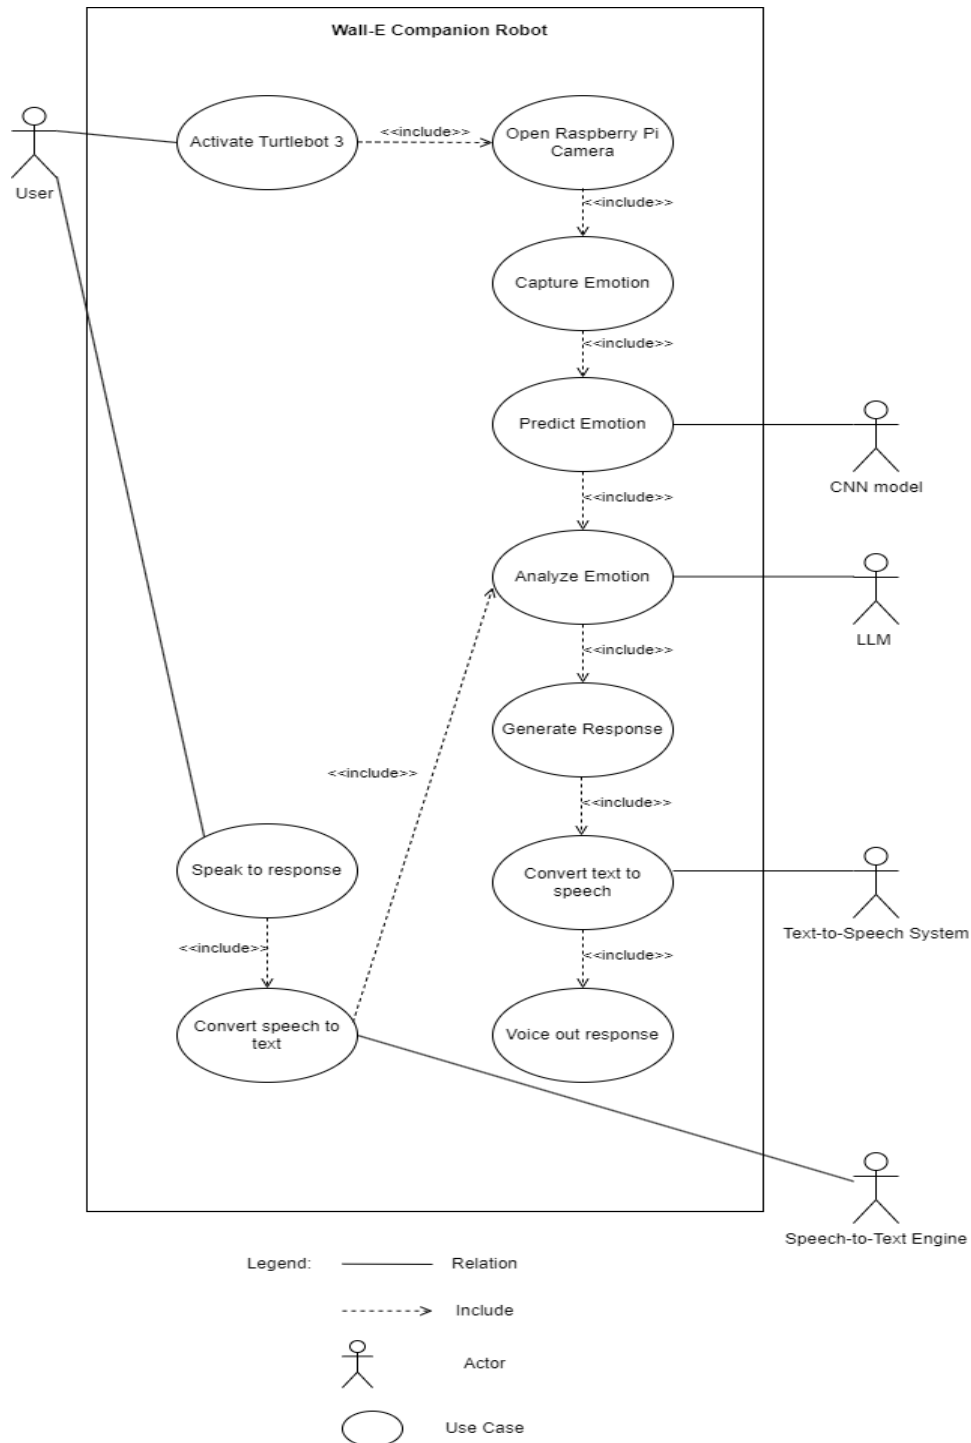 Wall-E Companion Robot
User
Activate Turtlebot 3
<<include>>
Open Raspberry Pi
Camera
<<include>>
Capture Emotion
<<include>>
Predict Emotion
CNN model
<<include>>
Analyze Emotion
LLM
<<include>>
Generate Response
<<include>>
<<include>>
Speak to response
Convert text to
speech
Text-to-Speech System
<<include>>
<<include>>
Convert speech to
text
Voice out response
Speech-to-Text Engine
Legend:
Relation
Include
Actor
Use Case